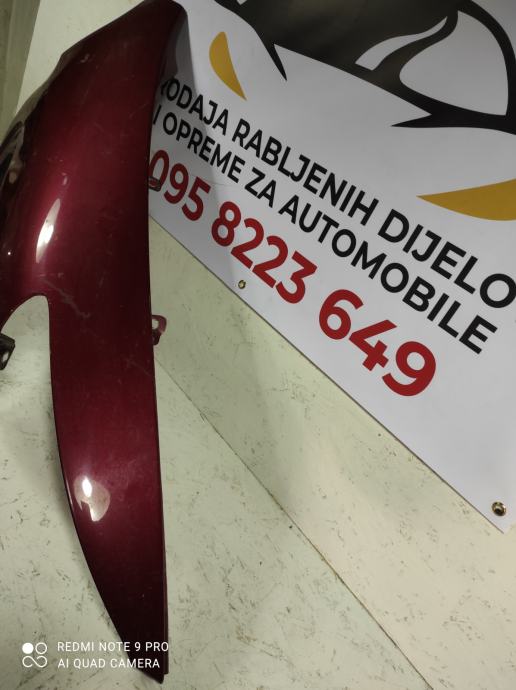 RODAJA RABLJENIH DIJELO
I OPREME ZA AUTOMOBILE
095 8223 649
REDMI NOTE 9 PRO
AI QUAD CAMERA